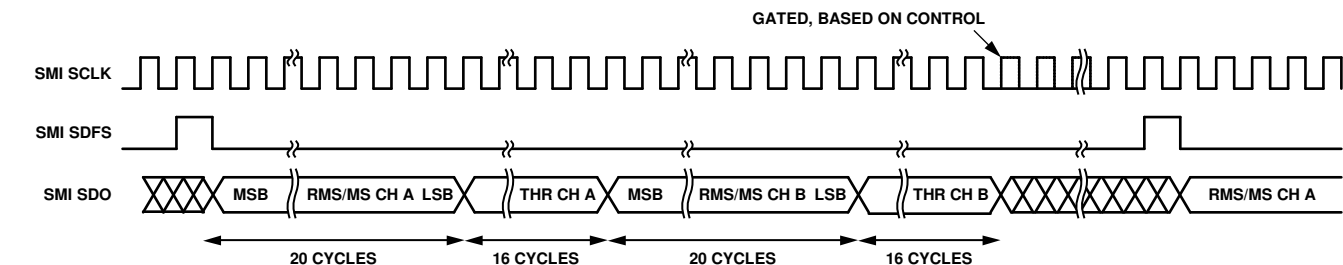 GATED, BASED ON CONTROL
SMI SCLK
SMI SDFS
SMI SDO
MSB RMS/MS CH A LSB THR CH A MSB RMS/MS CH B LSB THR CH B RMS/MS CH A
20 CYCLES 16 CYCLES 20 CYCLES 16 CYCLES